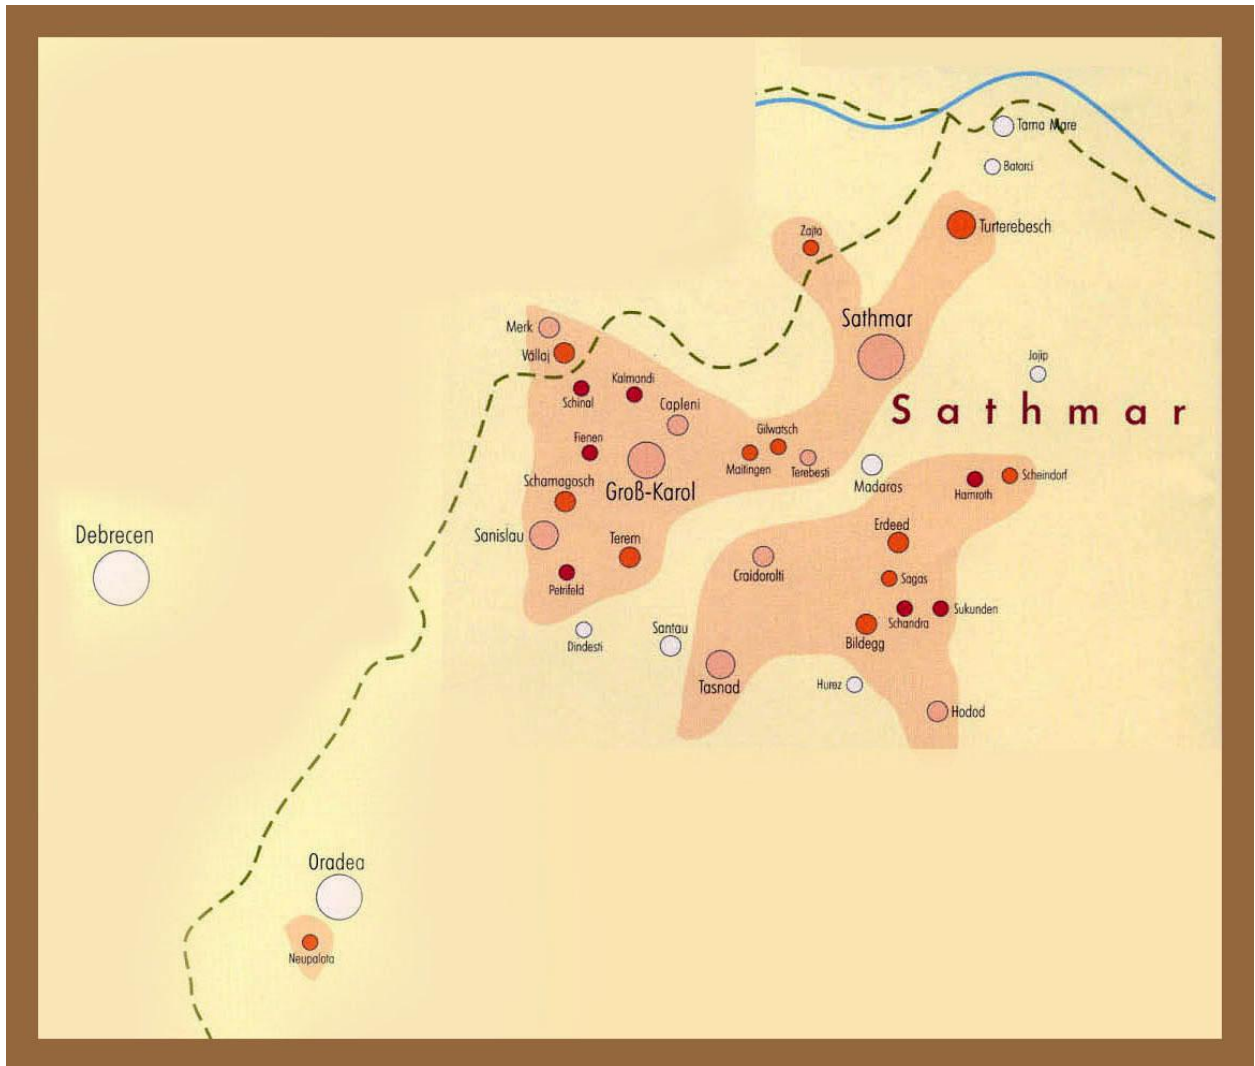 Tarna Mare
Batarci
Turterebesch
Zajta
Sathmar
Merk
Vállaj
Jojip
Kalmandi
Schinal
Capleni
Sathmar
Gilwatsch
Fienen
Maitingen
Terebesti
Madaras
Scheindorf
Hamroth
Groß-Karol
Schamagosch
Erdeed
Sanislau
Terem
Debrecen
Craidorolti
Sagas
Petrifeld
Sukunden
Schandra
Santau
Bildegg
Dindesti
Tasnad
Hurez
Hodod
Oradea
Neupalota